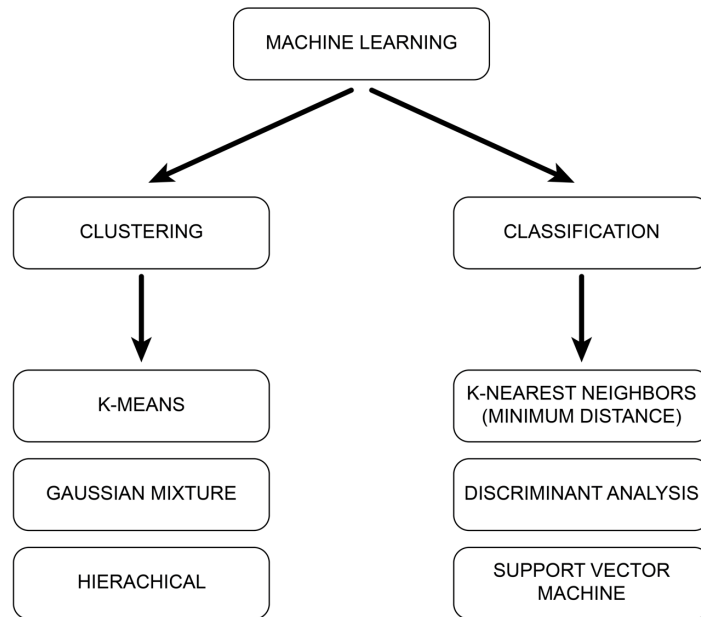 MACHINE LEARNING
CLUSTERING
CLASSIFICATION
K-MEANS
K-NEAREST NEIGHBORS
(MINIMUM DISTANCE)
GAUSSIAN MIXTURE
DISCRIMINANT ANALYSIS
HIERACHICAL
SUPPORT VECTOR
MACHINE